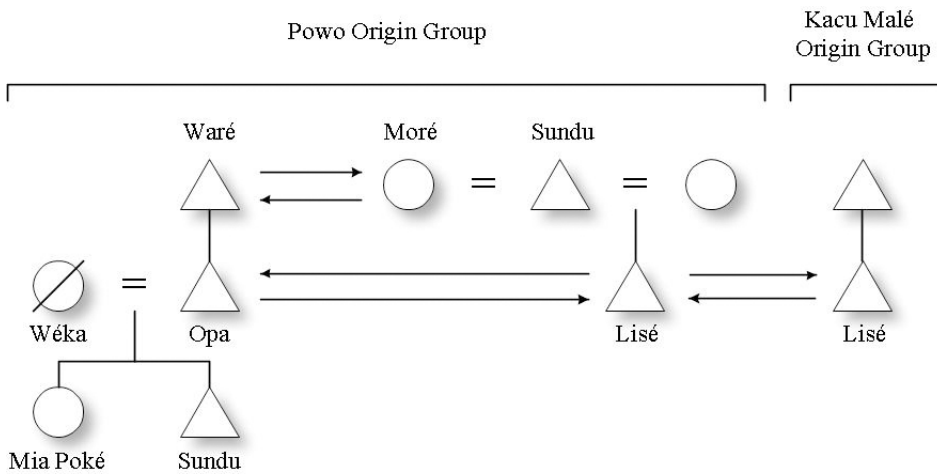 Powo Origin Group
Kacu Malé
Origin Group
Waré
Moré
Sundu
Wéka
Opa
Lisé
Lisé
Mia Poké
Sundu